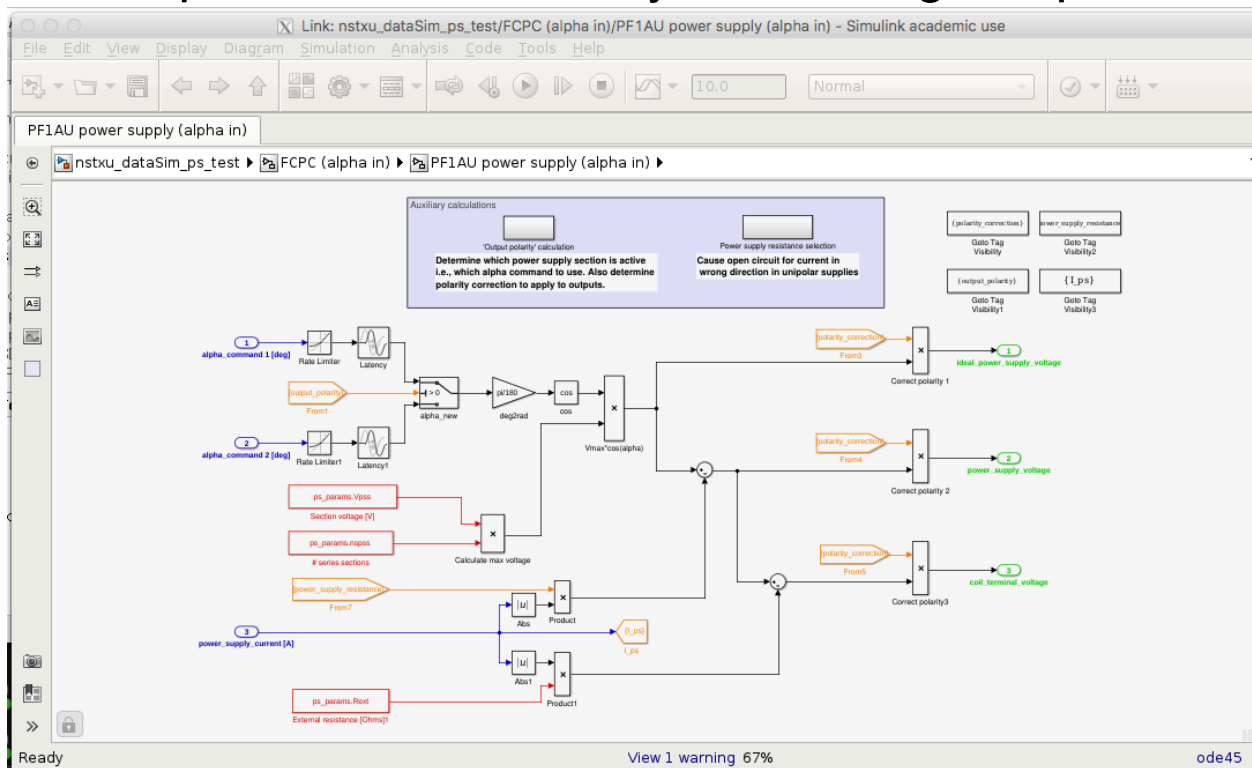 Link: nstxu_dataSim_ps_test/FCPC (alpha in)/PF1AU power supply (alpha in) - Simulink academic use
File Edit View Display Diagram Simulation Analysis Code Tools Help
10.0 Normal
PF1AU power supply (alpha in)
nstxu_dataSim_ps_test FCPC (alpha in) PF1AU power supply (alpha in)
Auxiliary calculations
'Output polarity' calculation
Determine which power supply section is active
i.e., which alpha command to use. Also determine
polarity correction to apply to outputs.
Power supply resistance selection
Cause open circuit for current in
wrong direction in unipolar supplies
{polarity_correction}
Goto Tag
Visibility
ower_supply_resistance
Goto Tag
Visibility2
{output_polarity}
Goto Tag
Visibility1
{I_ps}
Goto Tag
Visibility3
1
alpha_command 1 [deg]
Rate Limiter
Latency
{output_polarity}
From1
> 0
alpha_new
pi/180
deg2rad
cos
cos
×
Vmax*cos(alpha)
2
alpha_command 2 [deg]
Rate Limiter1
Latency1
ps_params.Vpss
Section voltage [V]
ps_params.nspss
# series sections
×
Calculate max voltage
{power_supply_resistance}
From7
|u|
Abs
×
Product
3
power_supply_current [A]
{I_ps}
I_ps
|u|
Abs1
×
Product1
ps_params.Rext
External resistance [Ohms]1
{polarity_correction}
From3
×
Correct polarity 1
1
ideal_power_supply_voltage
{polarity_correction}
From4
×
Correct polarity 2
2
power_supply_voltage
{polarity_correction}
From5
×
Correct polarity3
3
coil_terminal_voltage
Ready View 1 warning 67% ode45